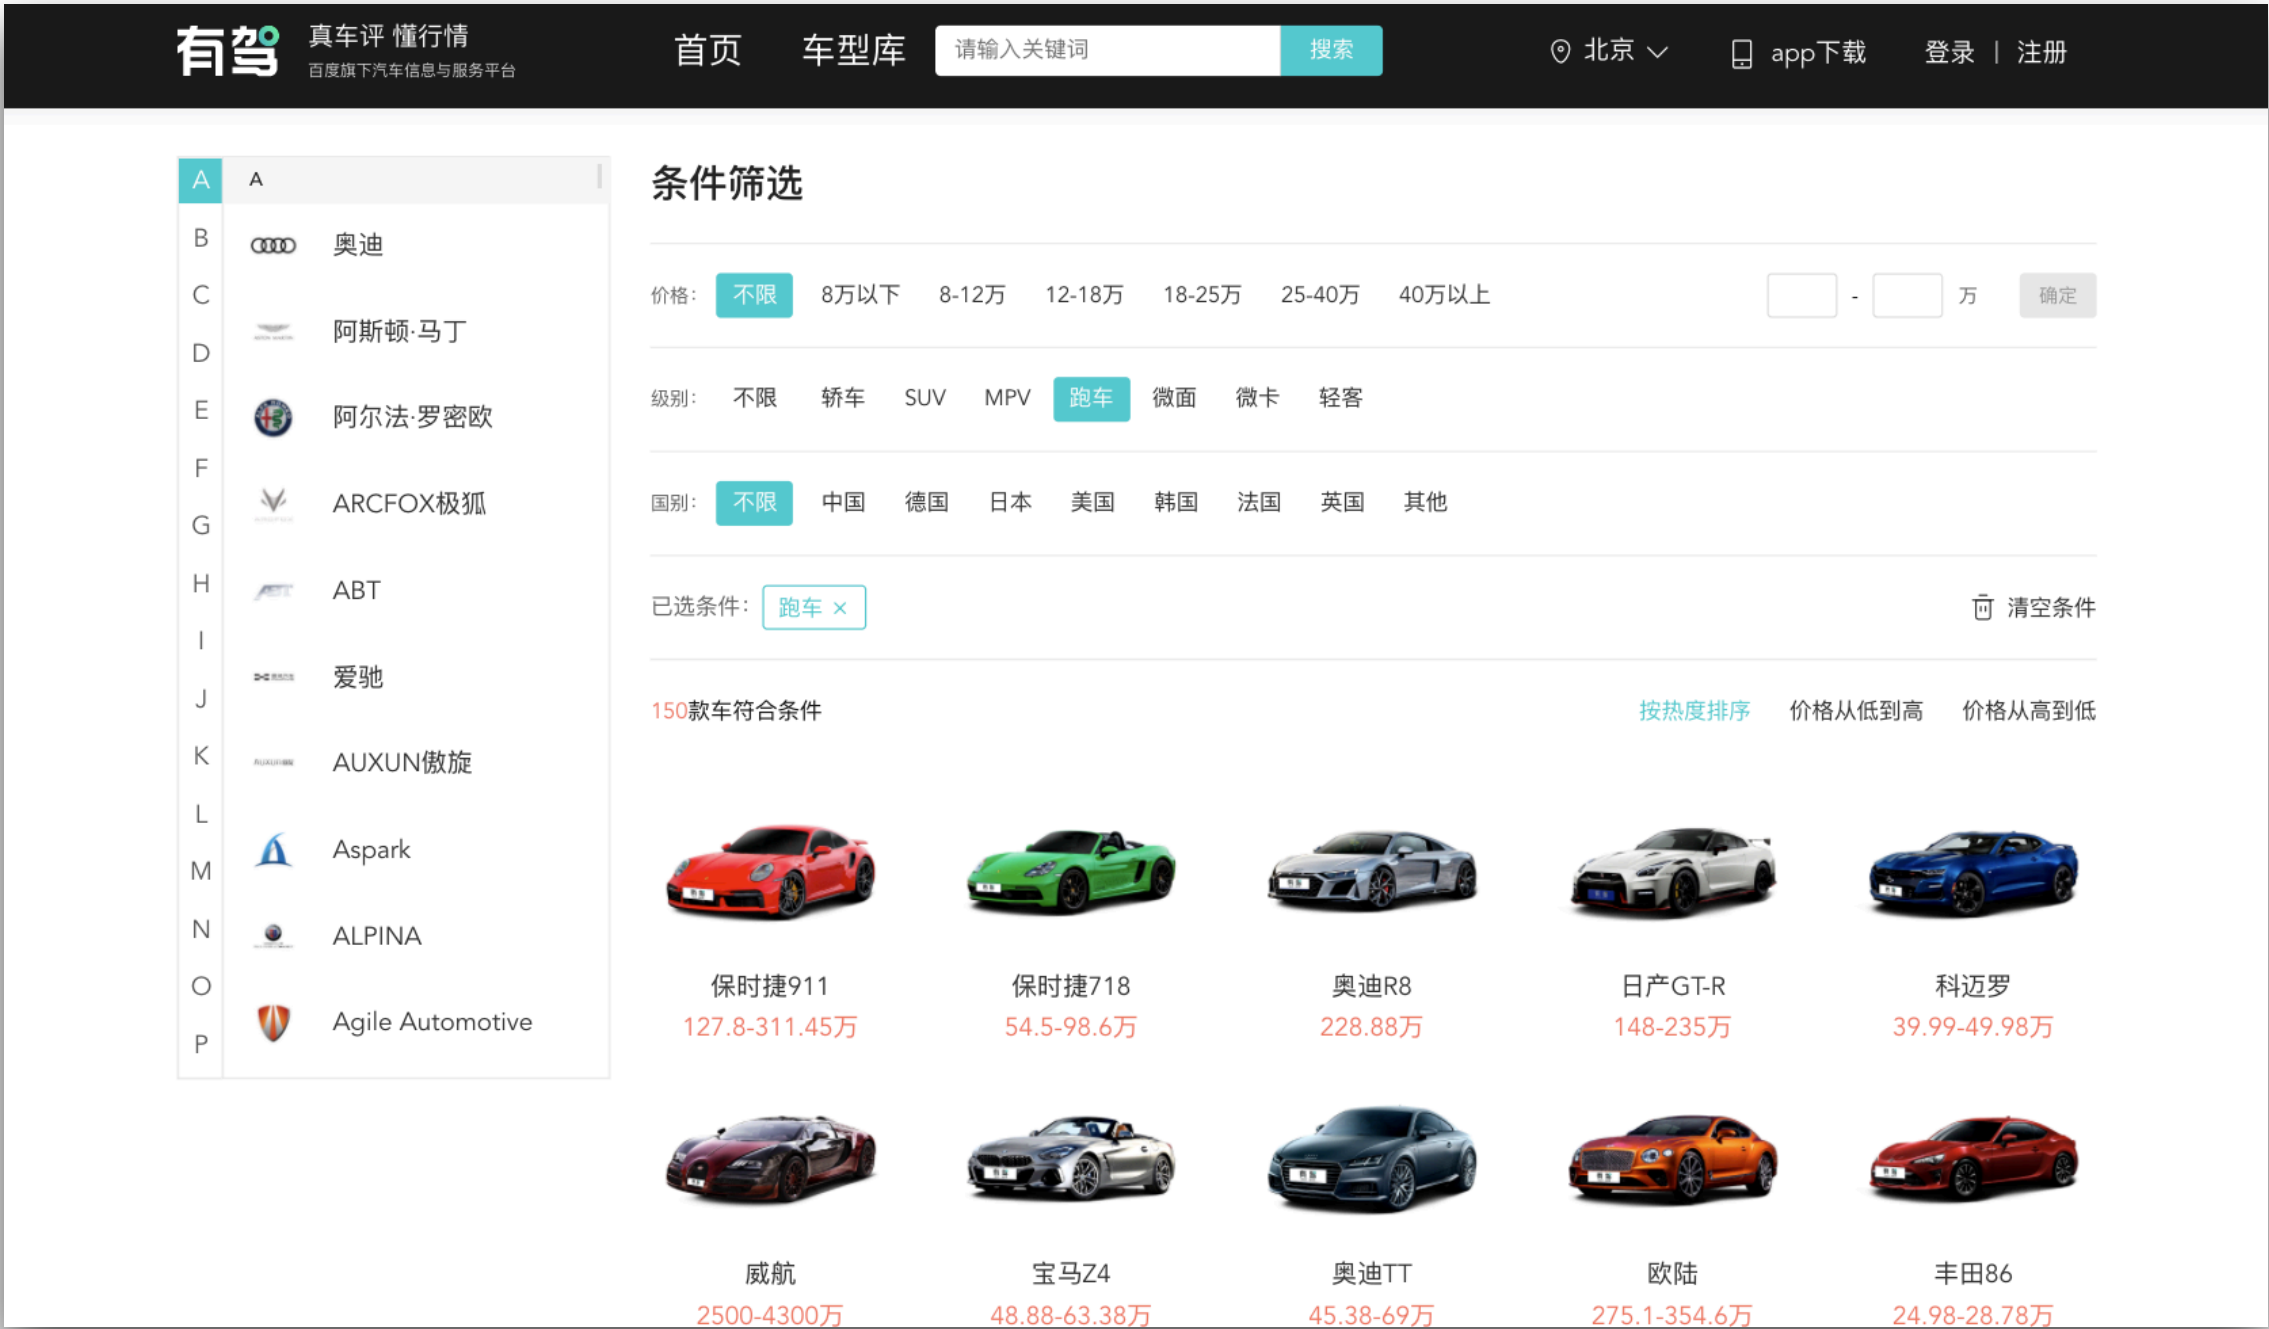 有驾
真车评 懂行情
百度旗下汽车信息与服务平台
首页
车型库
请输入关键词
搜索
北京
app下载
登录 | 注册
A
B
C
D
E
F
G
H
I
J
K
L
M
N
O
P
A
奥迪
阿斯顿·马丁
阿尔法·罗密欧
ARCFOX极狐
ABT
爱驰
AUXUN傲旋
Aspark
ALPINA
Agile Automotive
条件筛选
价格: 不限 8万以下 8-12万 12-18万 18-25万 25-40万 40万以上 - 万 确定
级别: 不限 轿车 SUV MPV 跑车 微面 微卡 轻客
国别: 不限 中国 德国 日本 美国 韩国 法国 英国 其他
已选条件: 跑车 × 清空条件
150款车符合条件 按热度排序 价格从低到高 价格从高到低
保时捷911 保时捷718 奥迪R8 日产GT-R 科迈罗
127.8-311.45万 54.5-98.6万 228.88万 148-235万 39.99-49.98万
威航 宝马Z4 奥迪TT 欧陆 丰田86
2500-4300万 48.88-63.38万 45.38-69万 275.1-354.6万 24.98-28.78万